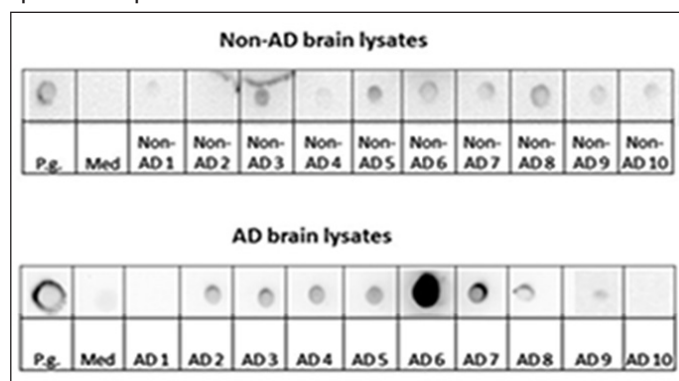 Non-AD brain lysates
Non- Non- Non- Non- Non- Non- Non- Non- Non- Non-
P.g. Med AD 1 AD 2 AD 3 AD 4 AD 5 AD 6 AD 7 AD 8 AD 9 AD 10
AD brain lysates
P.g. Med AD 1 AD 2 AD 3 AD 4 AD 5 AD 6 AD 7 AD 8 AD 9 AD 10